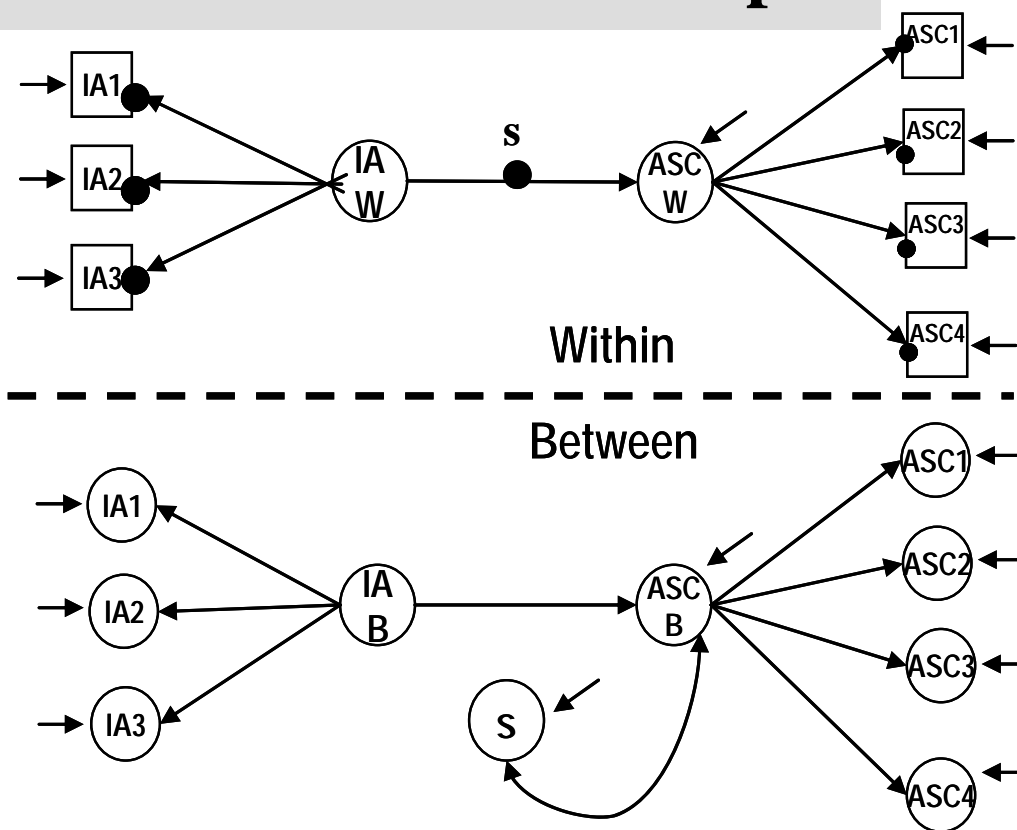 IA1
IA2
IA3
IA
W
s
ASC
W
ASC1
ASC2
ASC3
ASC4
Within
Between
IA1
IA2
IA3
IA
B
ASC
B
S
ASC1
ASC2
ASC3
ASC4